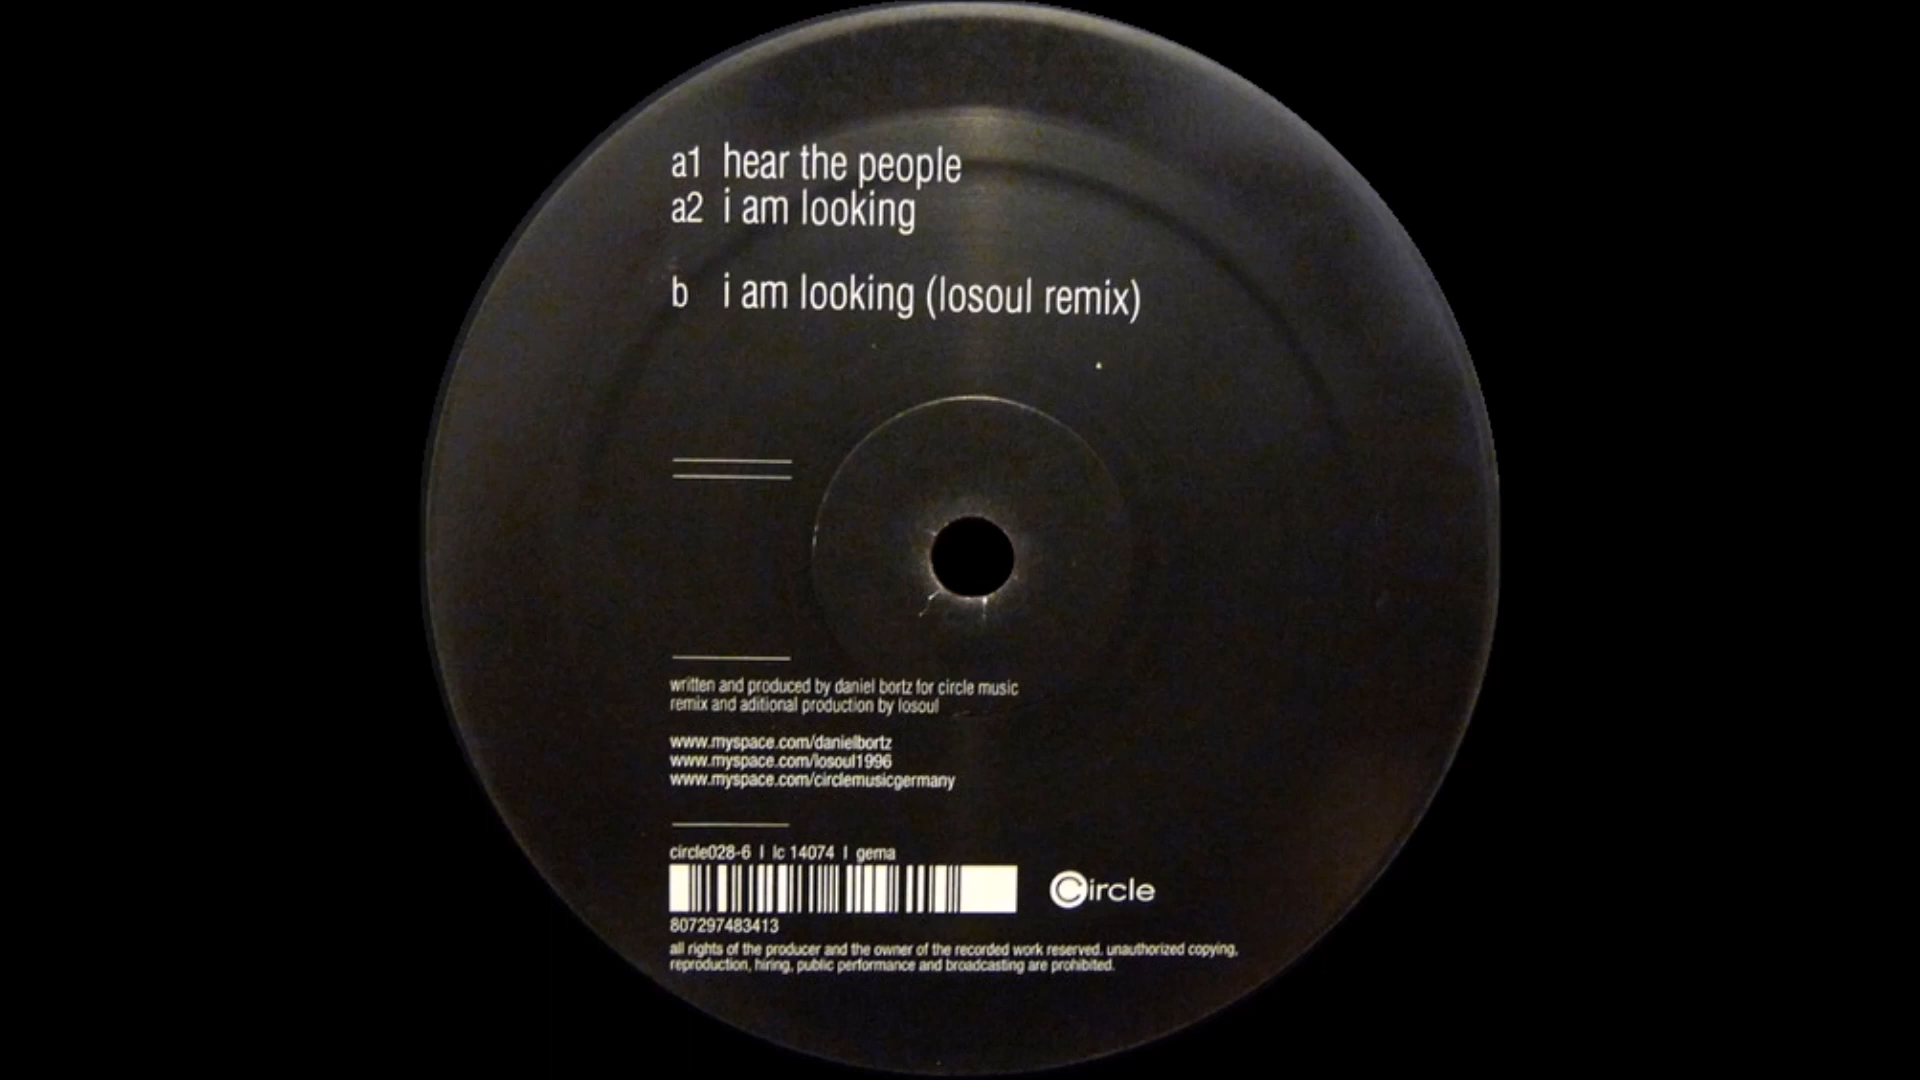 a1 hear the people
a2 i am looking
b i am looking (losoul remix)
written and produced by daniel bortz for circle music
remix and aditional production by losoul
www.myspace.com/danielbortz
www.myspace.com/losoul1996
www.myspace.com/circlemusicgermany
circle028-6 | lc 14074 | gema
Circle
807297483413
all rights of the producer and the owner of the recorded work reserved. unauthorized copying,
reproduction, hiring, public performance and broadcasting are prohibited.